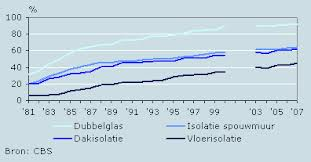 %
100
80
60
40
20
0
'81 '83 '85 '87 '89 '91 '93 '95 '97 '99 '03 '05 '07
Dubbelglas Isolatie spouwmuur
Dakisolatie Vloerisolatie
Bron: CBS